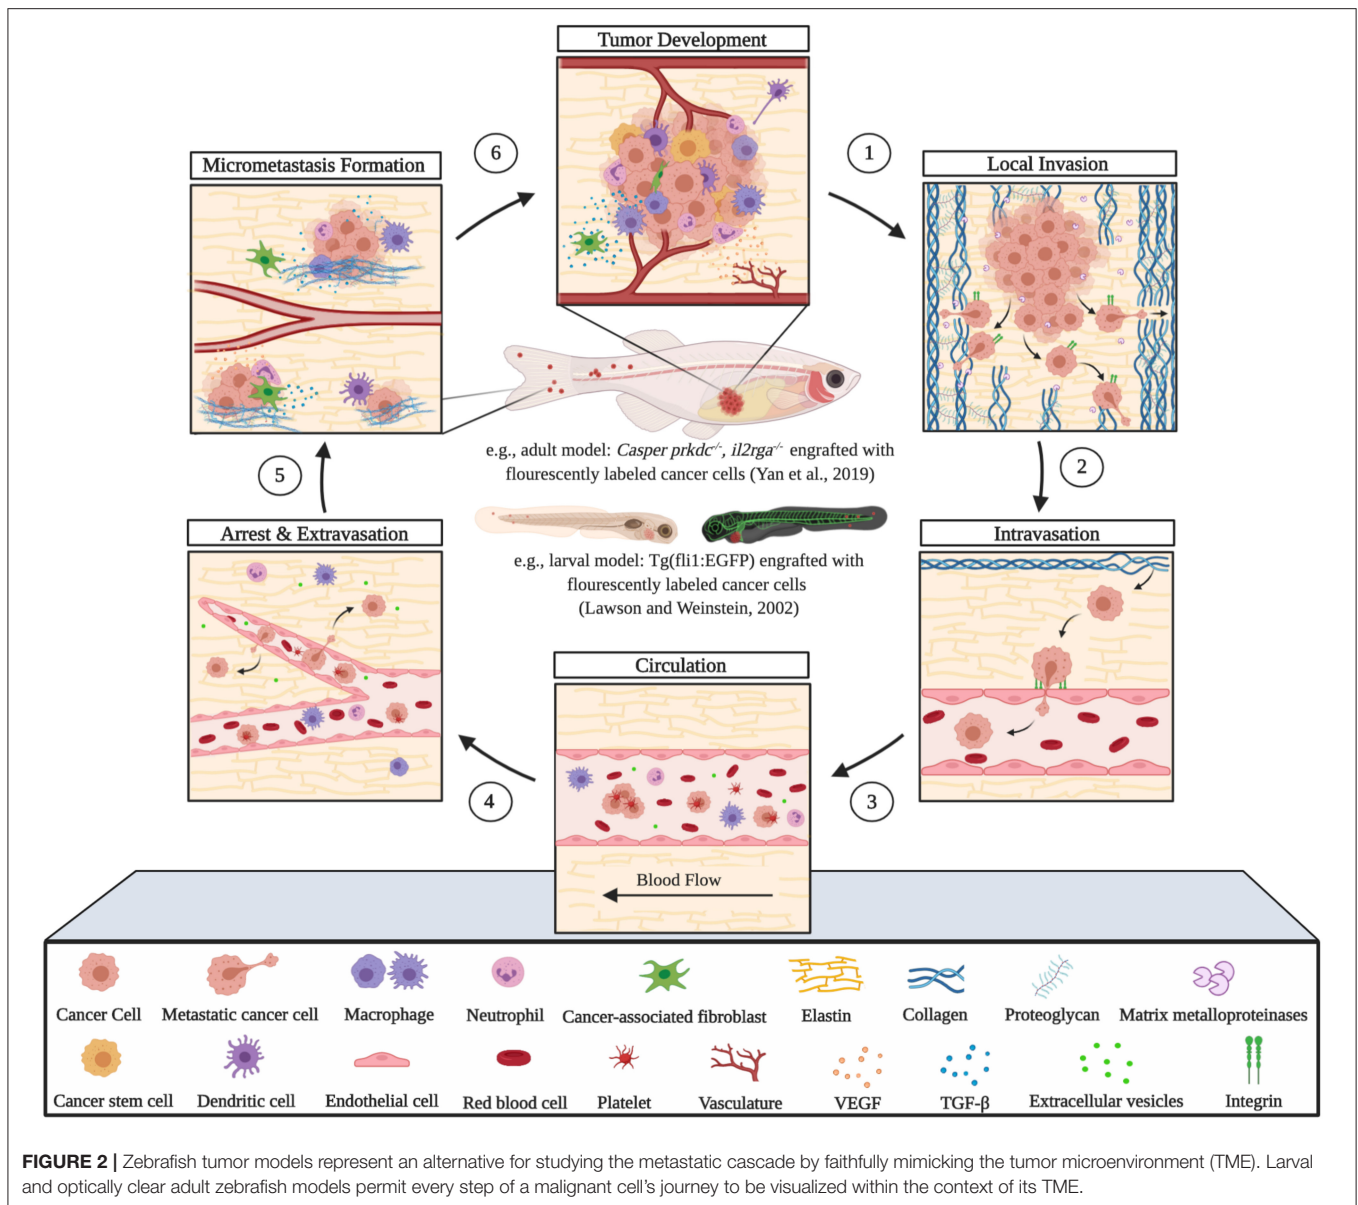 Tumor Development
6
1
Micrometastasis Formation
Local Invasion
e.g., adult model: Casper prkdc-/-, il2rga-/- engrafted with
flourescently labeled cancer cells (Yan et al., 2019)
5
2
Arrest & Extravasation
Intravasation
e.g., larval model: Tg(fli1:EGFP) engrafted with
flourescently labeled cancer cells
(Lawson and Weinstein, 2002)
Circulation
4
3
Blood Flow
Cancer Cell
Metastatic cancer cell
Macrophage
Neutrophil
Cancer-associated fibroblast
Elastin
Collagen
Proteoglycan
Matrix metalloproteinases
Cancer stem cell
Dendritic cell
Endothelial cell
Red blood cell
Platelet
Vasculature
VEGF
TGF-β
Extracellular vesicles
Integrin
FIGURE 2 | Zebrafish tumor models represent an alternative for studying the metastatic cascade by faithfully mimicking the tumor microenvironment (TME). Larval
and optically clear adult zebrafish models permit every step of a malignant cell's journey to be visualized within the context of its TME.